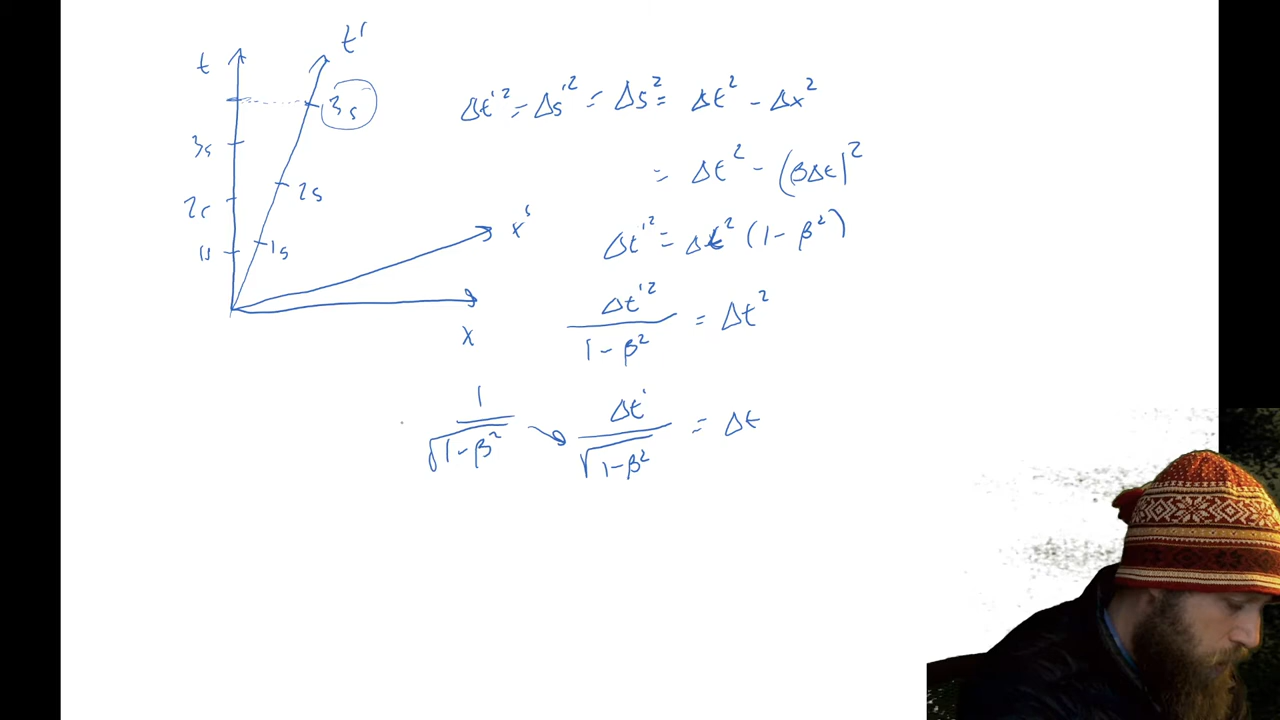 t
t'
3s
2s
1s
3s
2s
1s
x'
x
Δt'² = Δs'² = Δs² = Δt² - Δx²
= Δt² - (βΔt)²
Δt'² = Δt² (1 - β²)
Δt'² / 1 - β² = Δt²
1 / √1 - β²
Δt' / √1 - β² = Δt